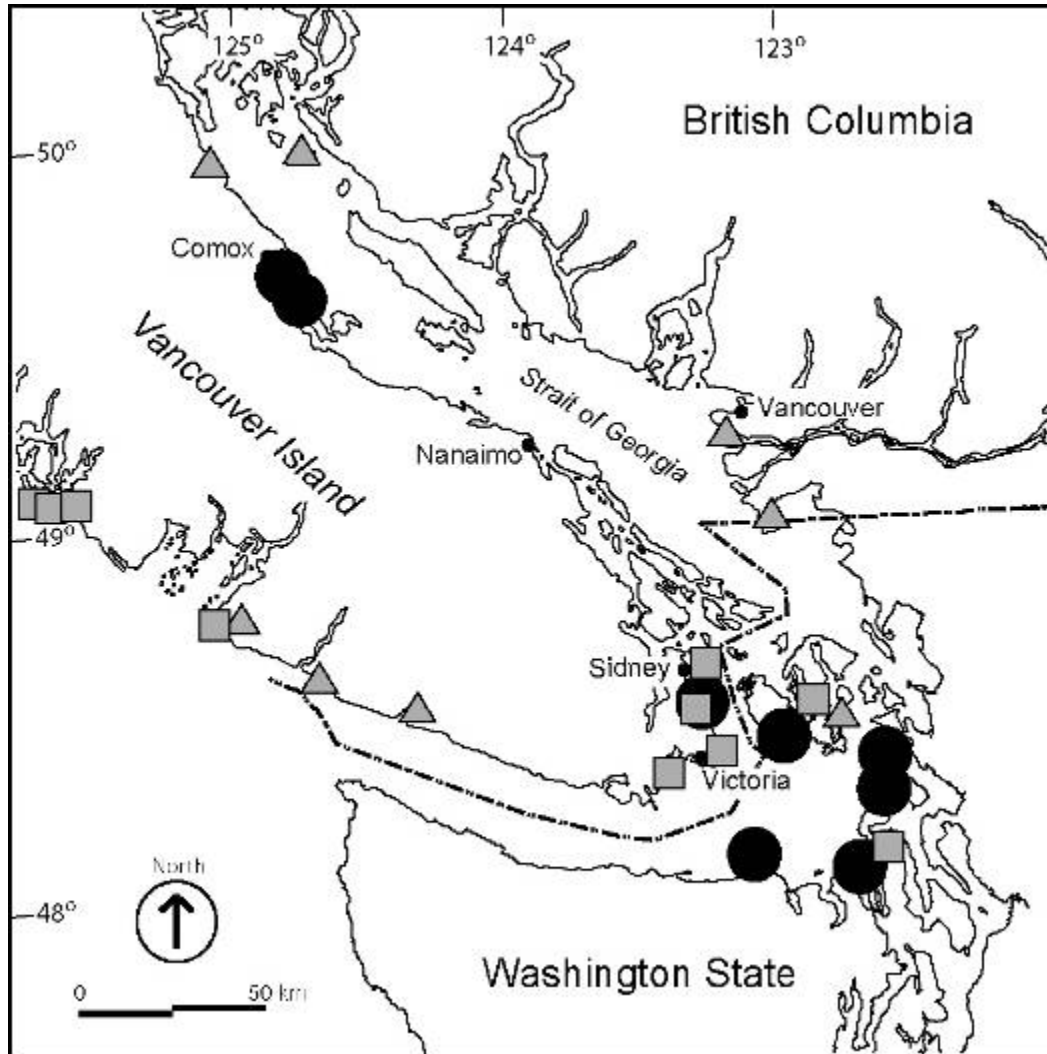 125°
124°
123°
British Columbia
50°
Comox
Vancouver Island
Strait of Georgia
Vancouver
Nanaimo
49°
Sidney
Victoria
North
48°
Washington State
0
50 km